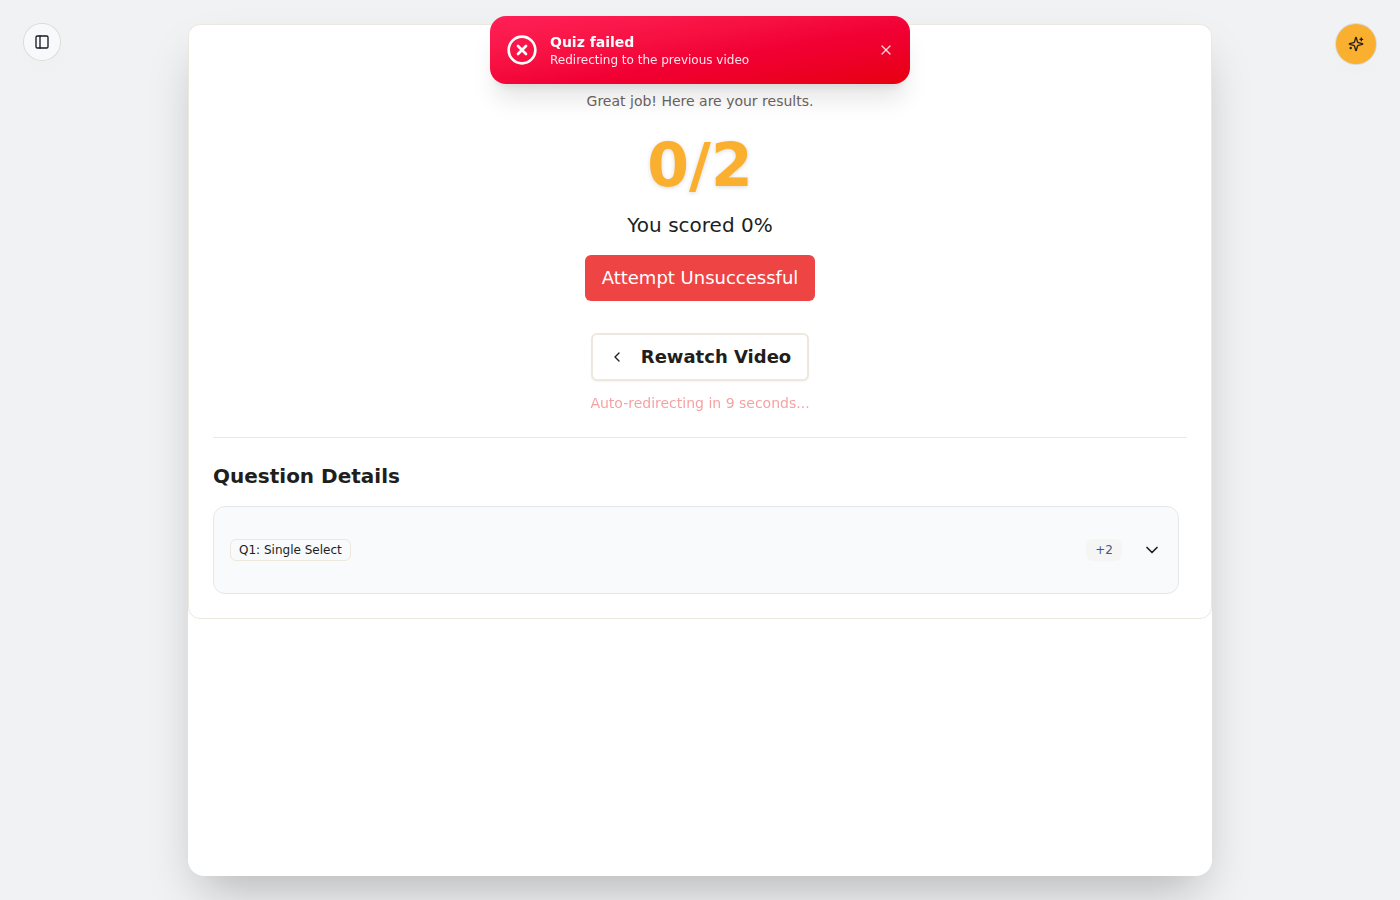 Quiz failed
Redirecting to the previous video
Great job! Here are your results.
0/2
You scored 0%
Attempt Unsuccessful
Rewatch Video
Auto-redirecting in 9 seconds...
Question Details
Q1: Single Select
+2